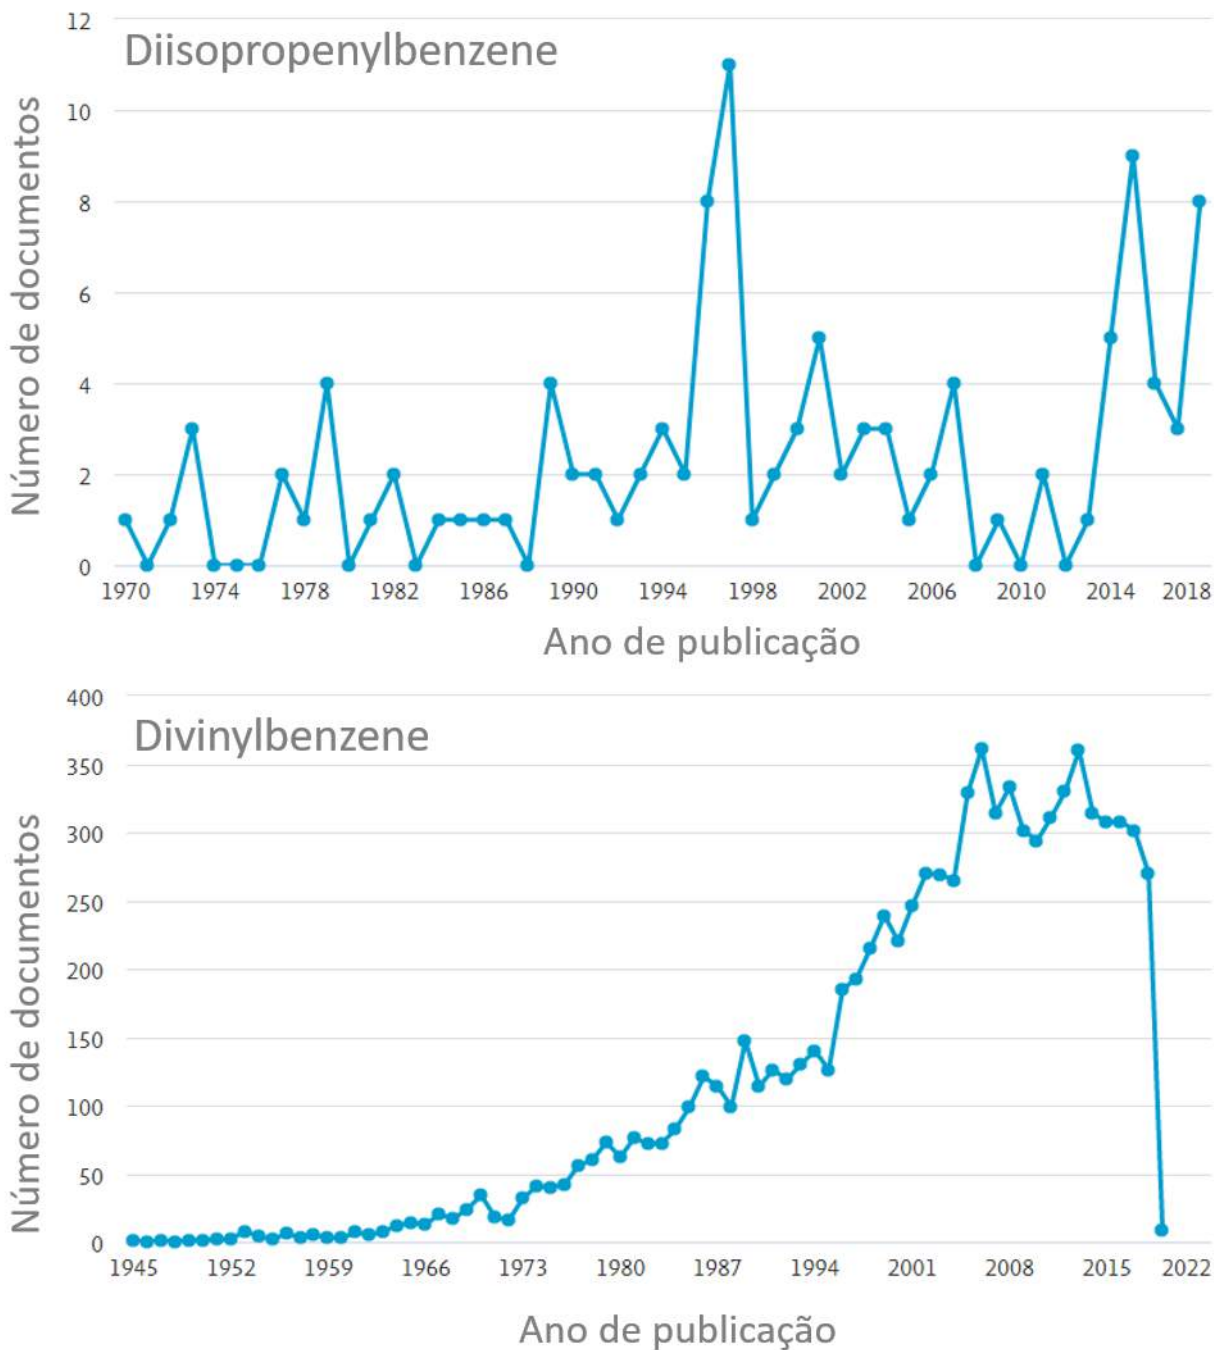 Diisopropenylbenzene
Número de documentos
12
10
8
6
4
2
0
1970 1974 1978 1982 1986 1990 1994 1998 2002 2006 2010 2014 2018
Ano de publicação
Divinylbenzene
Número de documentos
400
350
300
250
200
150
100
50
0
1945 1952 1959 1966 1973 1980 1987 1994 2001 2008 2015 2022
Ano de publicação